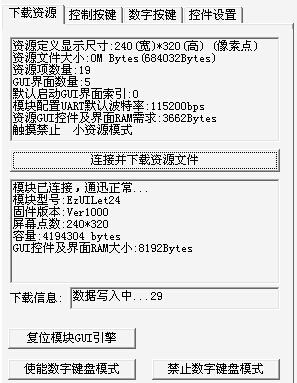 下载资源 控制按键 数字按键 控件设置
资源定义显示尺寸:240(宽)*320(高) (像素点)
资源文件大小:0M Bytes(684032Bytes)
资源项数量:19
GUI界面数量:5
默认启动GUI界面索引:0
模块配置UART默认波特率:115200bps
资源GUI控件及界面RAM需求:3662Bytes
触摸禁止 小资源模式
连接并下载资源文件
模块已连接，通迅正常...
模块型号:EzUILet24
固件版本:Ver1000
屏幕点数:240*320
容量:4194304 bytes
GUI控件及界面RAM大小:8192Bytes
下载信息: 数据写入中...29
复位模块GUI引擎
使能数字键盘模式 禁止数字键盘模式